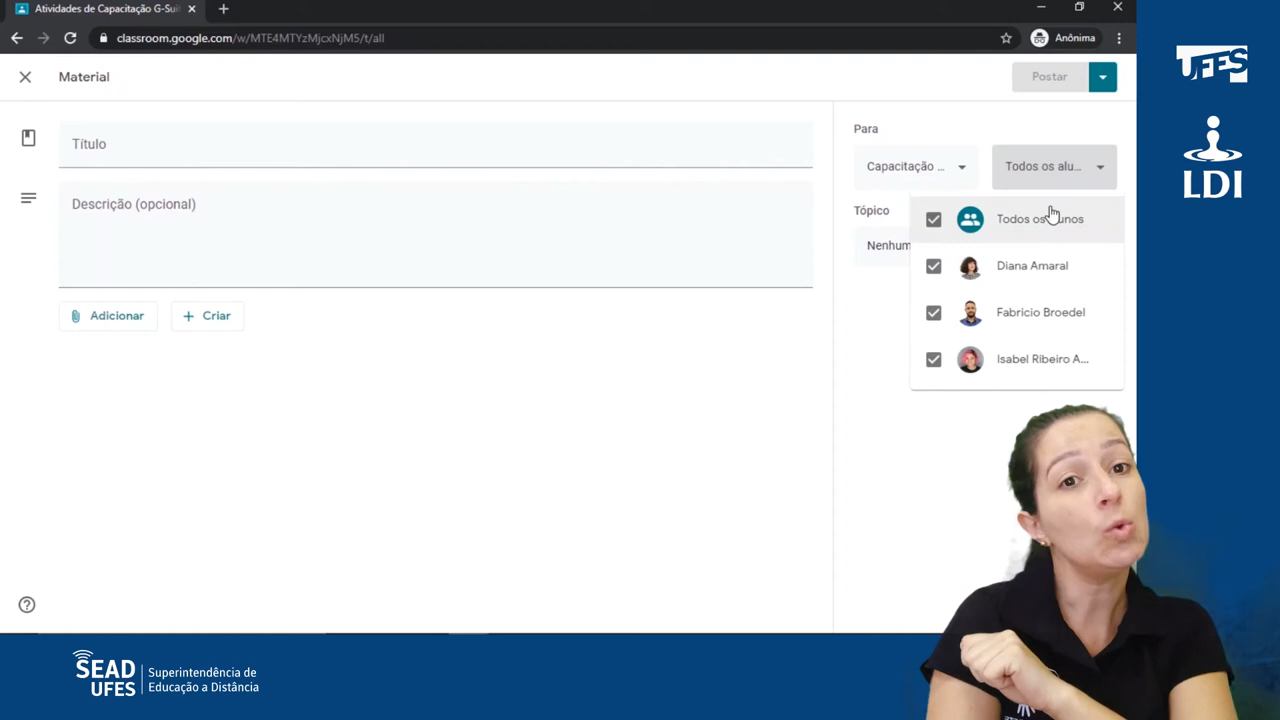 Atividades de Capacitação G-Suit
classroom.google.com/w/MTE4MTYzMjcxNjM5/t/all
Anônima
Material
Postar
Título
Descrição (opcional)
Adicionar
Criar
Para
Capacitação ...
Todos os alu...
Tópico
Nenhum
Todos os alunos
Diana Amaral
Fabricio Broedel
Isabel Ribeiro A...
UFES
LDI
SEAD
UFES
Superintendência de
Educação a Distância